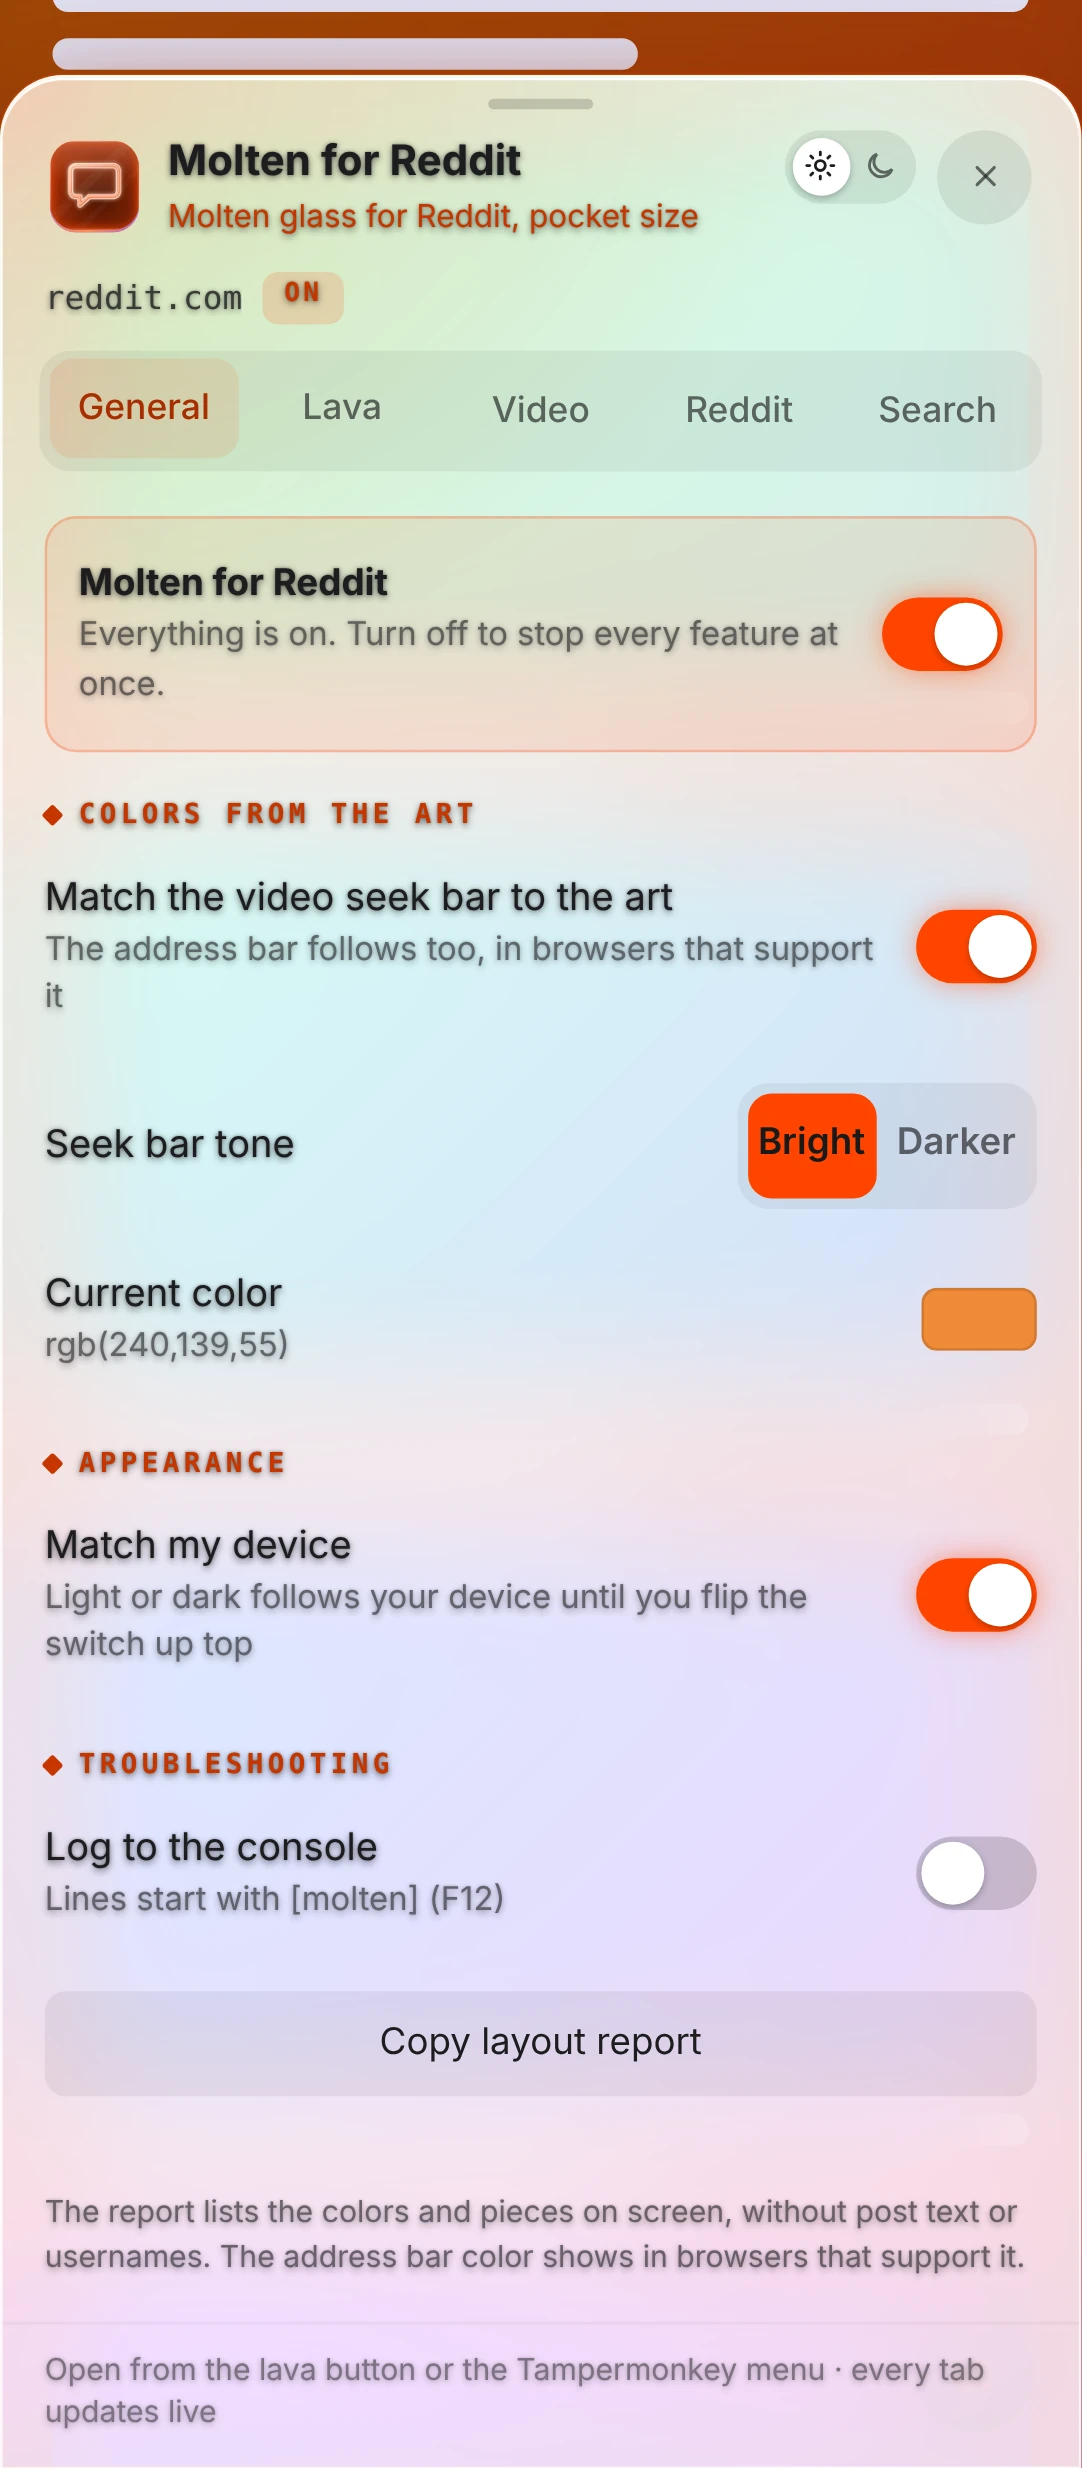 Molten for Reddit
Molten glass for Reddit, pocket size
reddit.com ON
General Lava Video Reddit Search
Molten for Reddit
Everything is on. Turn off to stop every feature at
once.
COLORS FROM THE ART
Match the video seek bar to the art
The address bar follows too, in browsers that support
it
Seek bar tone Bright Darker
Current color
rgb(240,139,55)
APPEARANCE
Match my device
Light or dark follows your device until you flip the
switch up top
TROUBLESHOOTING
Log to the console
Lines start with [molten] (F12)
Copy layout report
The report lists the colors and pieces on screen, without post text or
usernames. The address bar color shows in browsers that support it.
Open from the lava button or the Tampermonkey menu · every tab
updates live